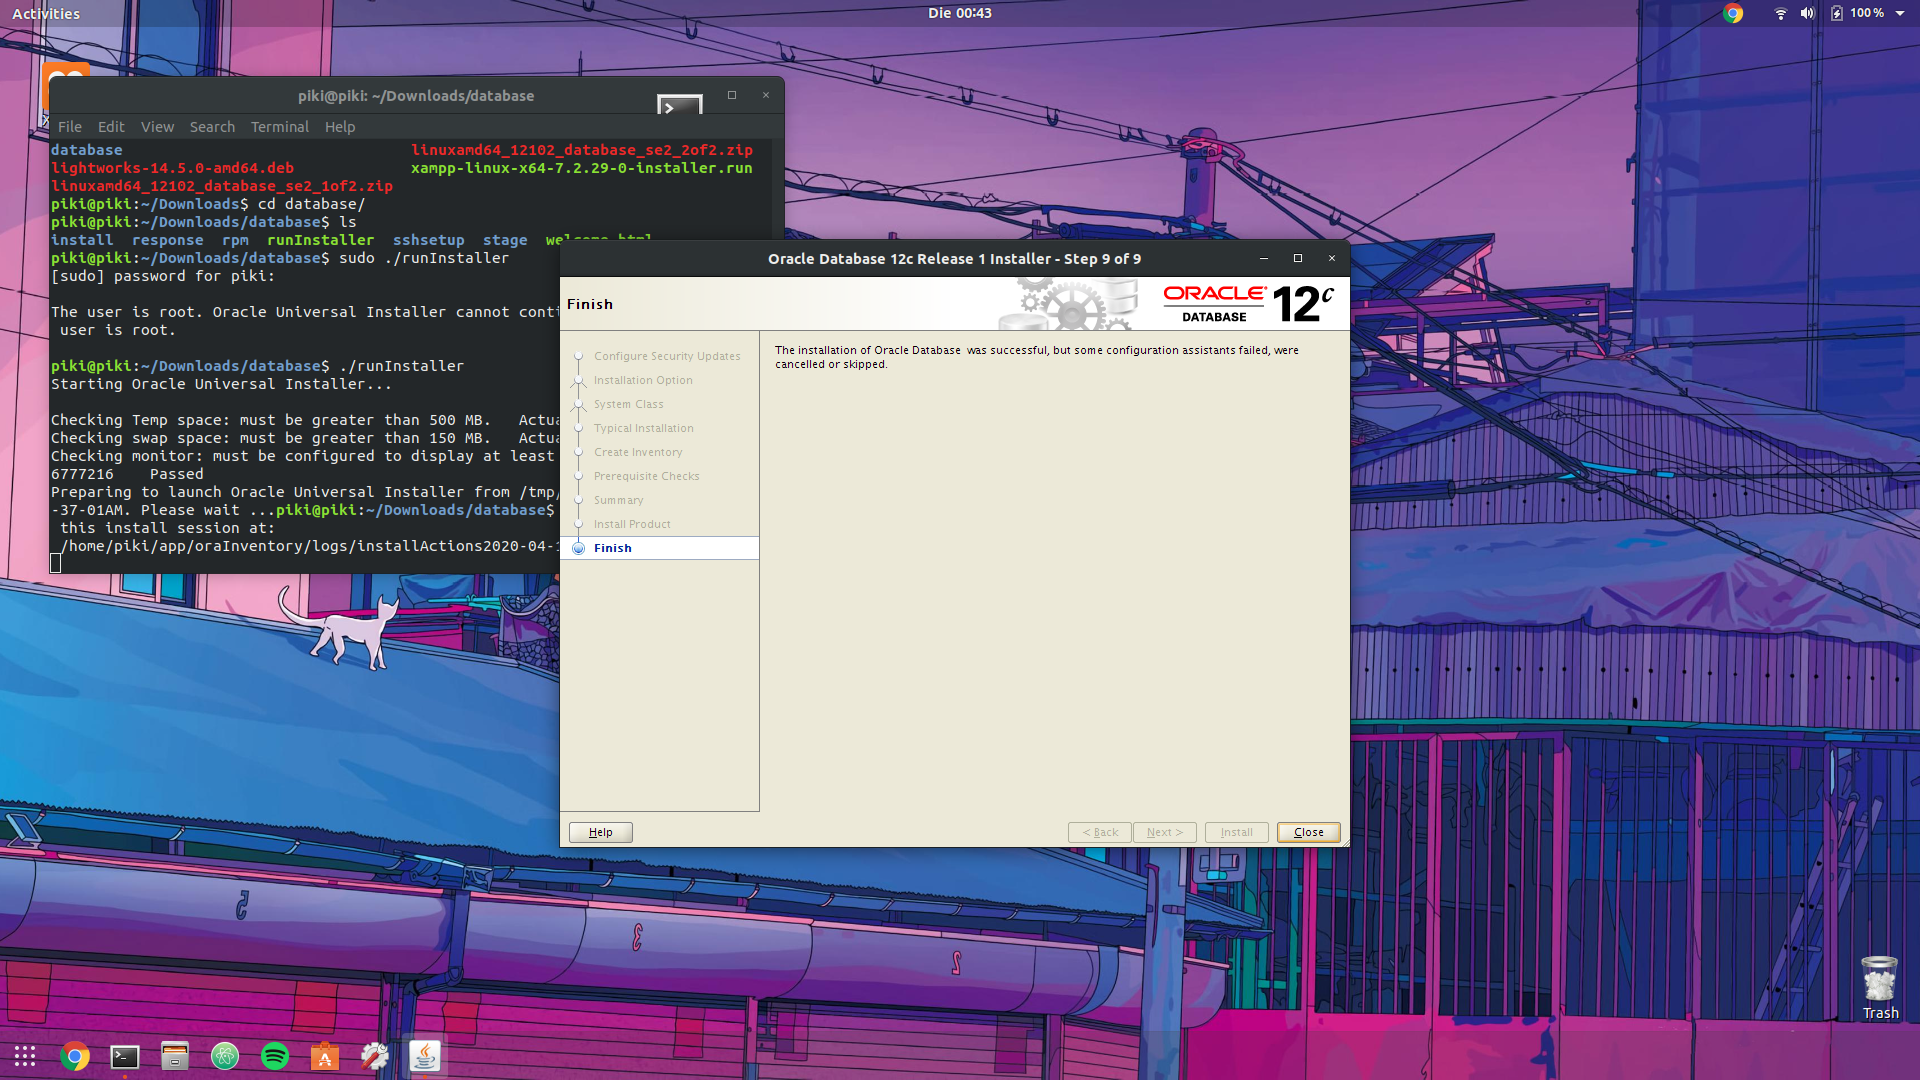 Activities
Die 00:43
100 %
piki@piki: ~/Downloads/database
File Edit View Search Terminal Help
database linuxamd64_12102_database_se2_2of2.zip
lightworks-14.5.0-amd64.deb xampp-linux-x64-7.2.29-0-installer.run
linuxamd64_12102_database_se2_1of2.zip
piki@piki:~/Downloads$ cd database/
piki@piki:~/Downloads/database$ ls
install response rpm runInstaller sshsetup stage welcome.html
piki@piki:~/Downloads/database$ sudo ./runInstaller
[sudo] password for piki:
The user is root. Oracle Universal Installer cannot conti
user is root.
piki@piki:~/Downloads/database$ ./runInstaller
Starting Oracle Universal Installer...
Checking Temp space: must be greater than 500 MB. Actua
Checking swap space: must be greater than 150 MB. Actua
Checking monitor: must be configured to display at least
6777216 Passed
Preparing to launch Oracle Universal Installer from /tmp/
-37-01AM. Please wait ...piki@piki:~/Downloads/database$
this install session at:
/home/piki/app/oraInventory/logs/installActions2020-04-1
Oracle Database 12c Release 1 Installer - Step 9 of 9
Finish
ORACLE
DATABASE
12c
Configure Security Updates
Installation Option
System Class
Typical Installation
Create Inventory
Prerequisite Checks
Summary
Install Product
Finish
The installation of Oracle Database was successful, but some configuration assistants failed, were
cancelled or skipped.
Help
< Back
Next >
Install
Close
5
3
2
Trash